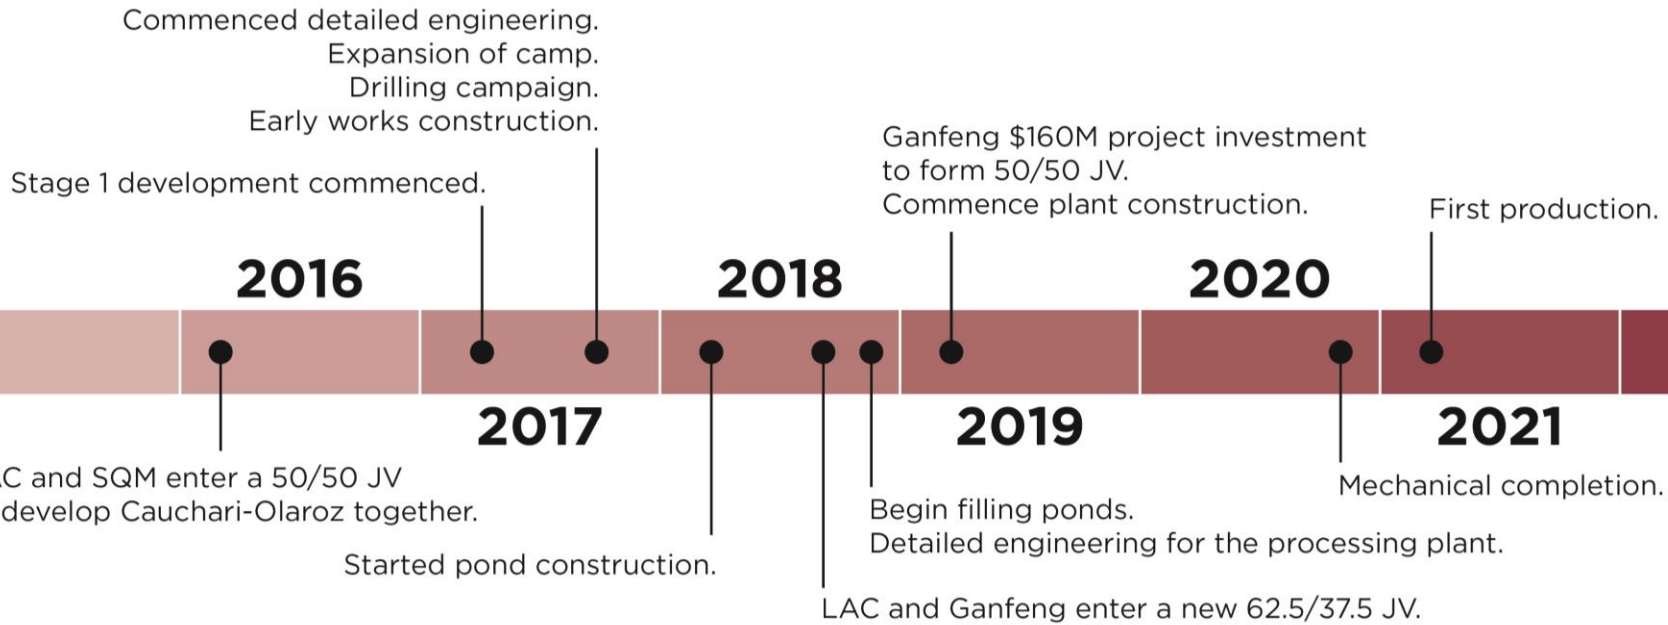 Commenced detailed engineering.
Expansion of camp.
Drilling campaign.
Early works construction.
Stage 1 development commenced.
Ganfeng $160M project investment
to form 50/50 JV.
Commence plant construction.
First production.
2016
2018
2020
2017
2019
2021
C and SQM enter a 50/50 JV
develop Cauchari-Olaroz together.
Started pond construction.
Begin filling ponds.
Detailed engineering for the processing plant.
Mechanical completion.
LAC and Ganfeng enter a new 62.5/37.5 JV.